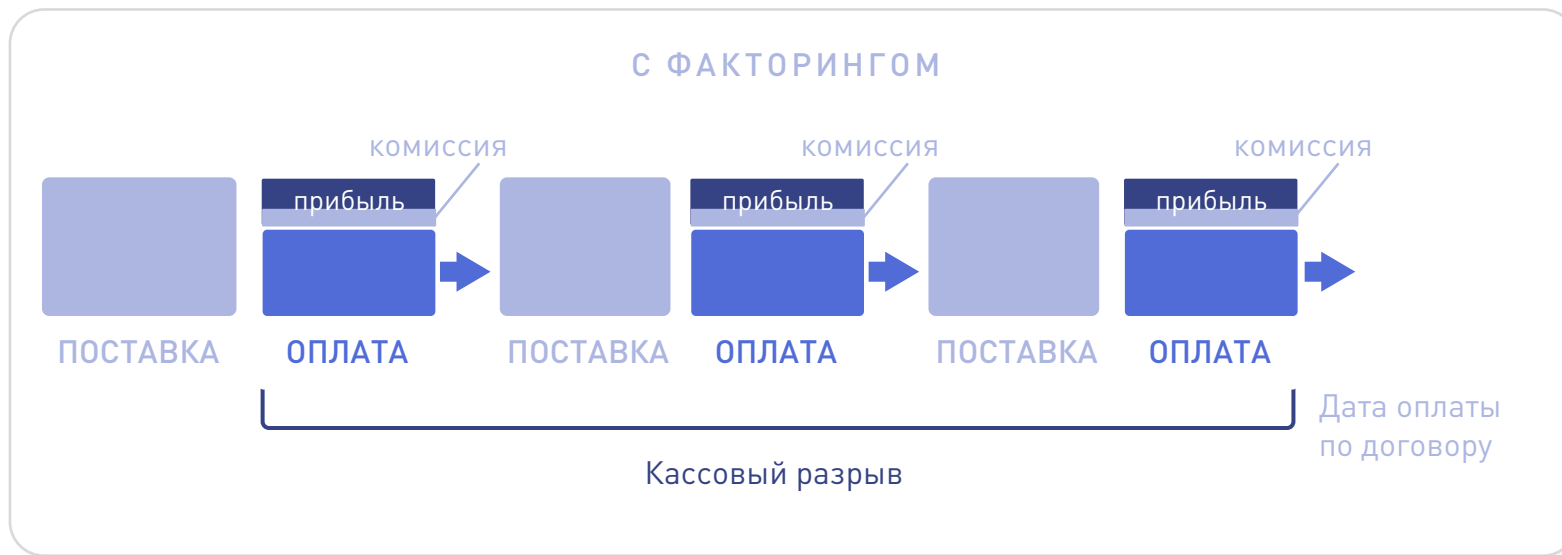 С ФАКТОРИНГОМ
комиссия
комиссия
комиссия
прибыль
прибыль
прибыль
ПОСТАВКА
ОПЛАТА
ПОСТАВКА
ОПЛАТА
ПОСТАВКА
ОПЛАТА
Дата оплаты
по договору
Кассовый разрыв